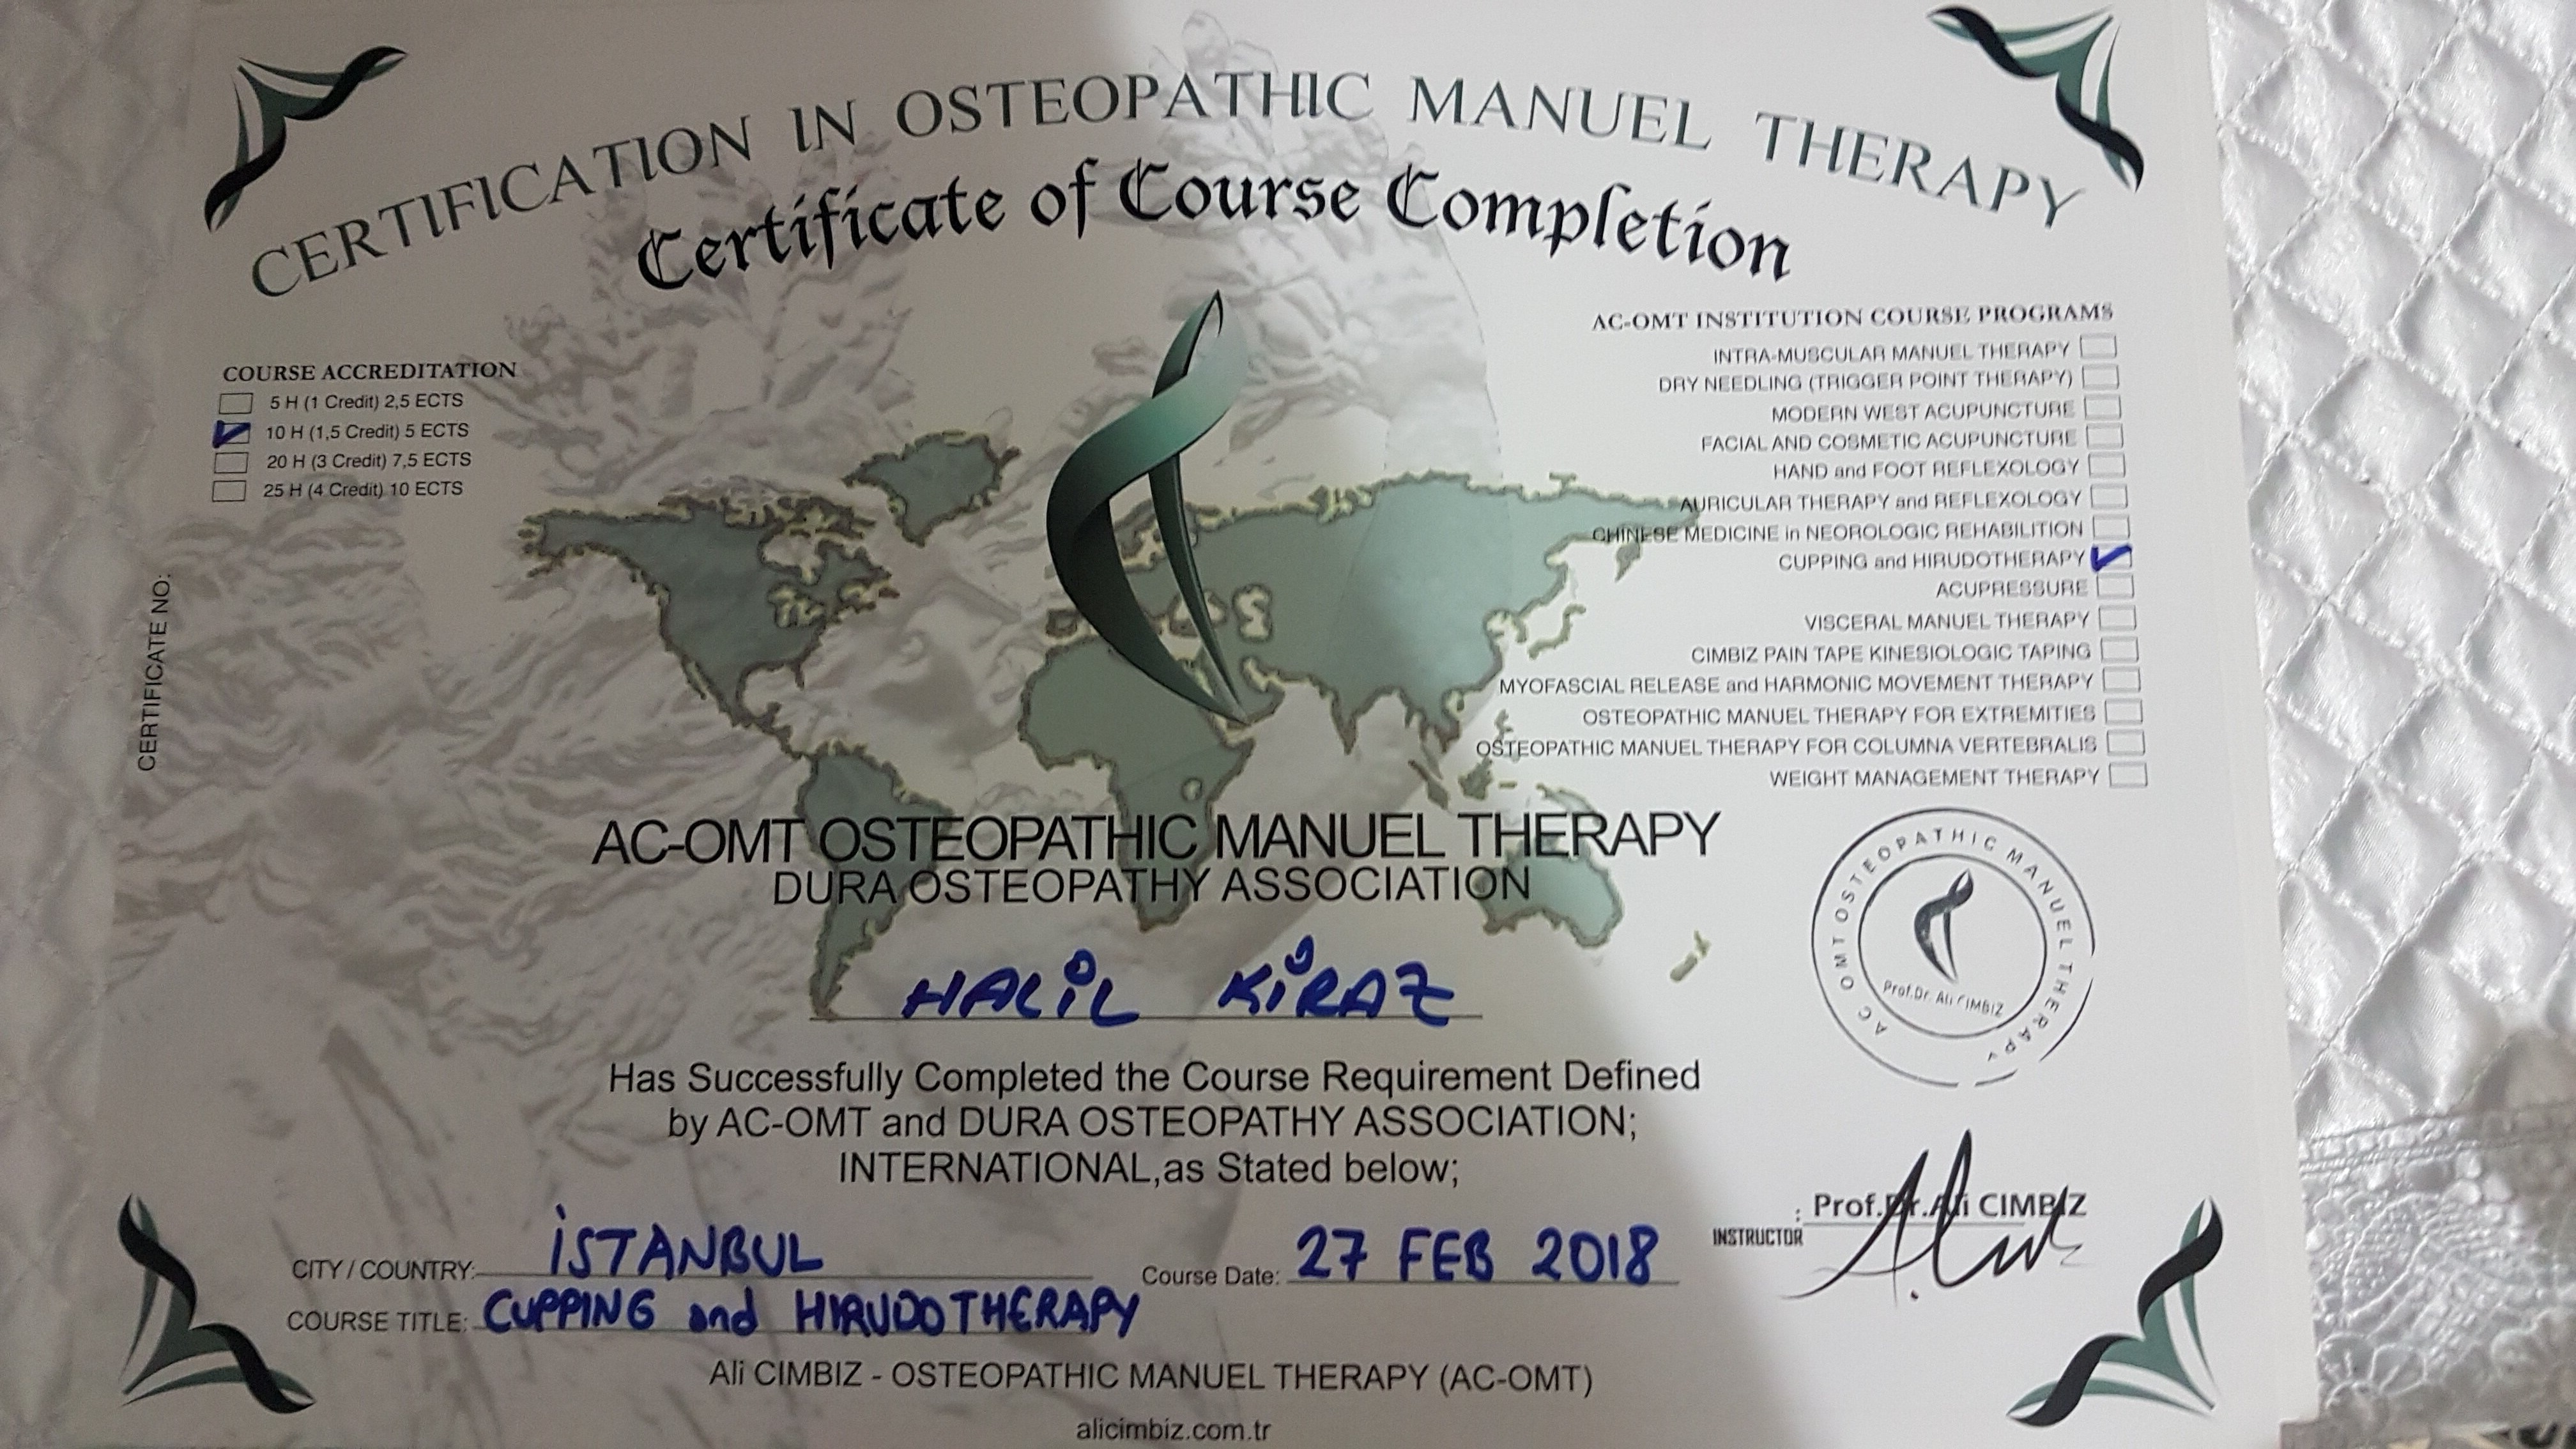 CERTIFICATION IN OSTEOPATHIC MANUEL THERAPY
Certificate of Course Completion
COURSE ACCREDITATION
5 H (1 Credit) 2,5 ECTS
10 H (1,5 Credit) 5 ECTS
20 H (3 Credit) 7,5 ECTS
25 H (4 Credit) 10 ECTS
CERTIFICATE NO:
AC-OMT INSTITUTION COURSE PROGRAMS
INTRA-MUSCULAR MANUEL THERAPY
DRY NEEDLING (TRIGGER POINT THERAPY)
MODERN WEST ACUPUNCTURE
FACIAL AND COSMETIC ACUPUNCTURE
HAND and FOOT REFLEXOLOGY
AURICULAR THERAPY and REFLEXOLOGY
CHINESE MEDICINE in NEOROLOGIC REHABILITION
CUPPING and HIRUDOTHERAPY
ACUPRESSURE
VISCERAL MANUEL THERAPY
CIMBIZ PAIN TAPE KINESIOLOGIC TAPING
MYOFASCIAL RELEASE and HARMONIC MOVEMENT THERAPY
OSTEOPATHIC MANUEL THERAPY FOR EXTREMITIES
OSTEOPATHIC MANUEL THERAPY FOR COLUMNA VERTEBRALIS
WEIGHT MANAGEMENT THERAPY
AC-OMT OSTEOPATHIC MANUEL THERAPY
DURA OSTEOPATHY ASSOCIATION
AC OMT OSTEOPATHIC MANUEL THERAPY
Prof.Dr. Ali CIMBIZ
HALİL KİRAZ
Has Successfully Completed the Course Requirement Defined
by AC-OMT and DURA OSTEOPATHY ASSOCIATION;
INTERNATIONAL,as Stated below;
CITY / COUNTRY: İSTANBUL
Course Date: 27 FEB 2018
INSTRUCTOR : Prof.Dr.Ali CIMBIZ
COURSE TITLE: CUPPING and HIRUDOTHERAPY
Ali CIMBIZ - OSTEOPATHIC MANUEL THERAPY (AC-OMT)
alicimbiz.com.tr